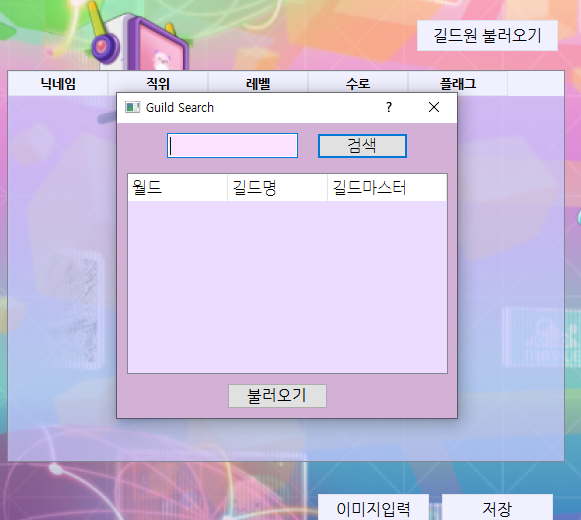 길드원 불러오기
닉네임 직위 레벨 수로 플래그
Guild Search ?
검색
월드 길드명 길드마스터
불러오기
이미지입력 저장